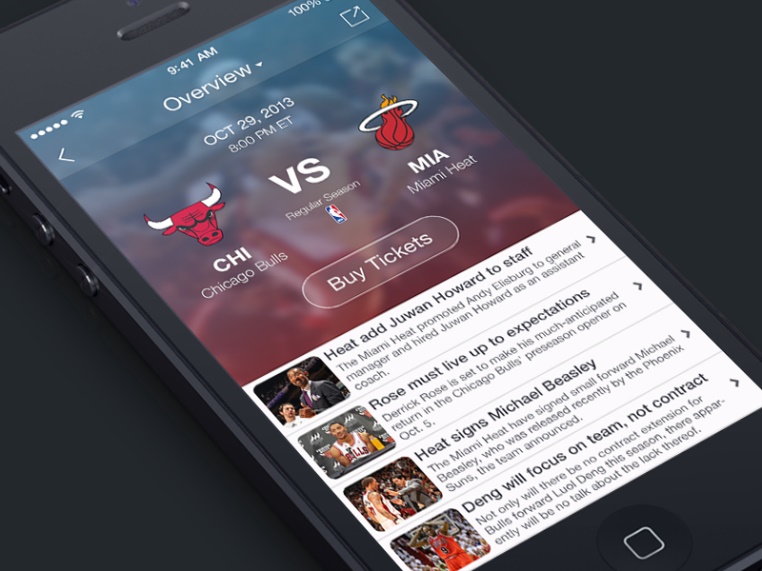 100%
9:41 AM
Overview
OCT 29, 2013
8:00 PM ET
VS
Regular Season
CHI
Chicago Bulls
MIA
Miami Heat
Buy Tickets
Heat add Juwan Howard to staff
The Miami Heat promoted Andy Elisburg to general
manager and hired Juwan Howard as an assistant
coach.
Rose must live up to expectations
Derrick Rose is set to make his much-anticipated
return in the Chicago Bulls' preseason opener on
Oct. 5.
Heat signs Michael Beasley
The Miami Heat have signed small forward Michael
Beasley, who was released recently by the Phoenix
Suns, the team announced.
Deng will focus on team, not contract
Not only will there be no contract extension for
Bulls forward Luol Deng this season, there appar-
ently will be no talk about the lack thereof.